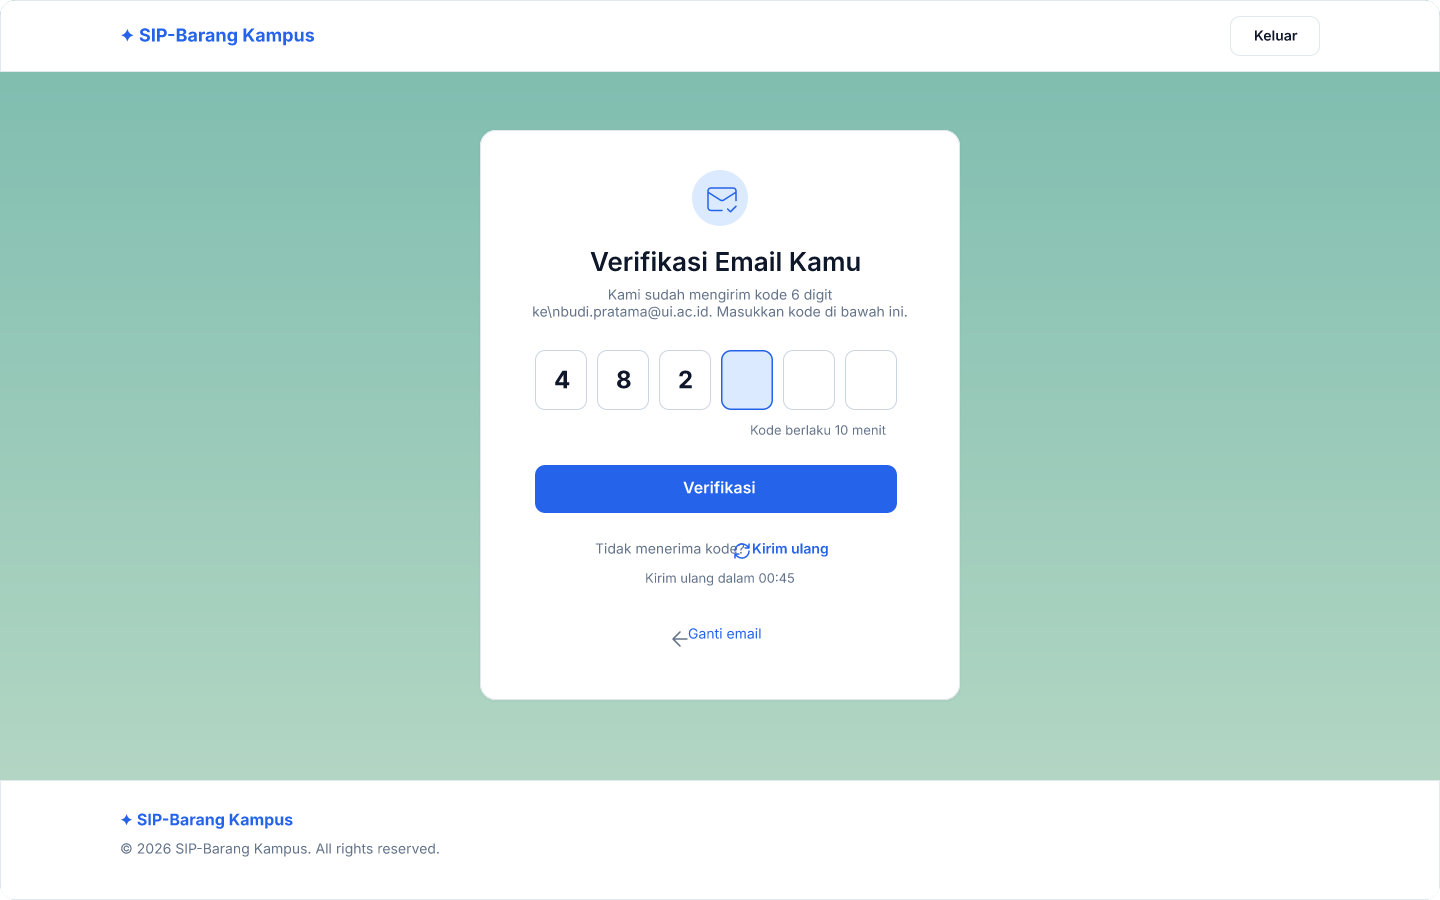 ✦ SIP-Barang Kampus
Keluar
Verifikasi Email Kamu
Kami sudah mengirim kode 6 digit
ke\nbudi.pratama@ui.ac.id. Masukkan kode di bawah ini.
4 8 2
Kode berlaku 10 menit
Verifikasi
Tidak menerima kode? Kirim ulang
Kirim ulang dalam 00:45
Ganti email
✦ SIP-Barang Kampus
© 2026 SIP-Barang Kampus. All rights reserved.